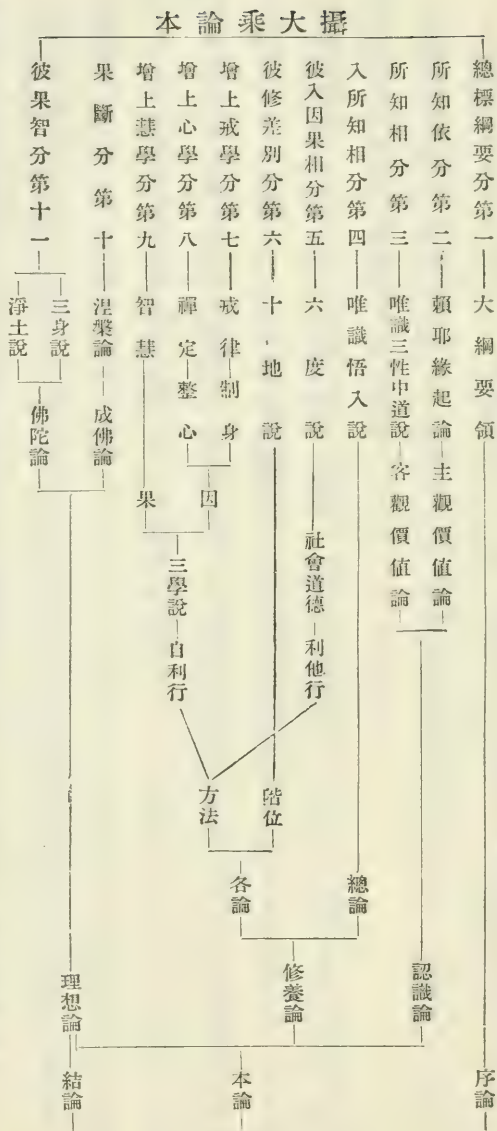 攝大乘論本
總標綱要分第一
大綱要領
序論
所知依分第二
賴耶緣起論
主觀價值論
所知相分第三
唯識三性中道說
客觀價值論
認識論
入所知相分第四
唯識悟入說
總論
彼入因果相分第五
六度說
社會道德
利他行
彼修差別分第六
十地說
階位
增上戒學分第七
戒律制身
增上心學分第八
禪定整心
因
增上慧學分第九
智慧
果
三學說
自利行
方法
各論
修養論
果斷分第十
涅槃論
成佛論
彼果智分第十一
三身說
淨土說
佛陀論
理想論
本論
結論